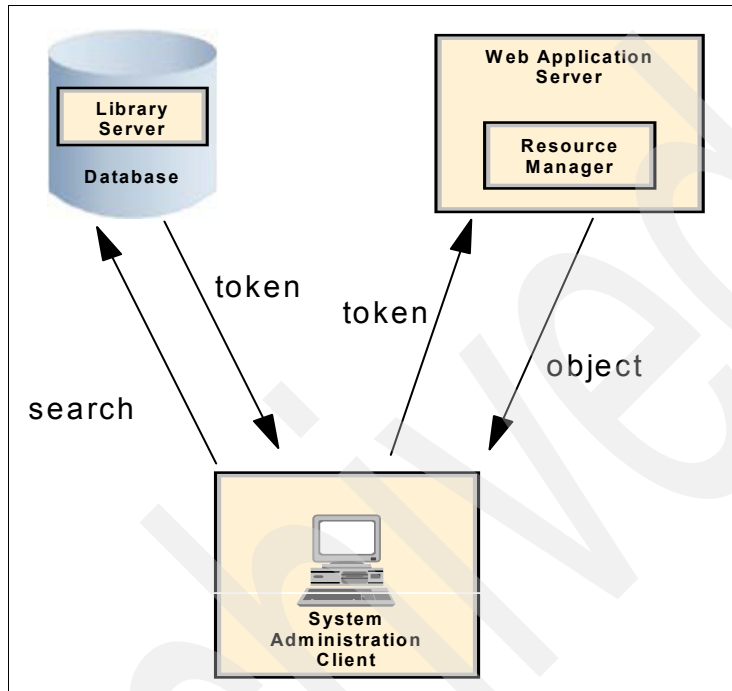 Library
Server
Database
Web Application
Server
Resource
Manager
token
token
object
search
System
Administration
Client